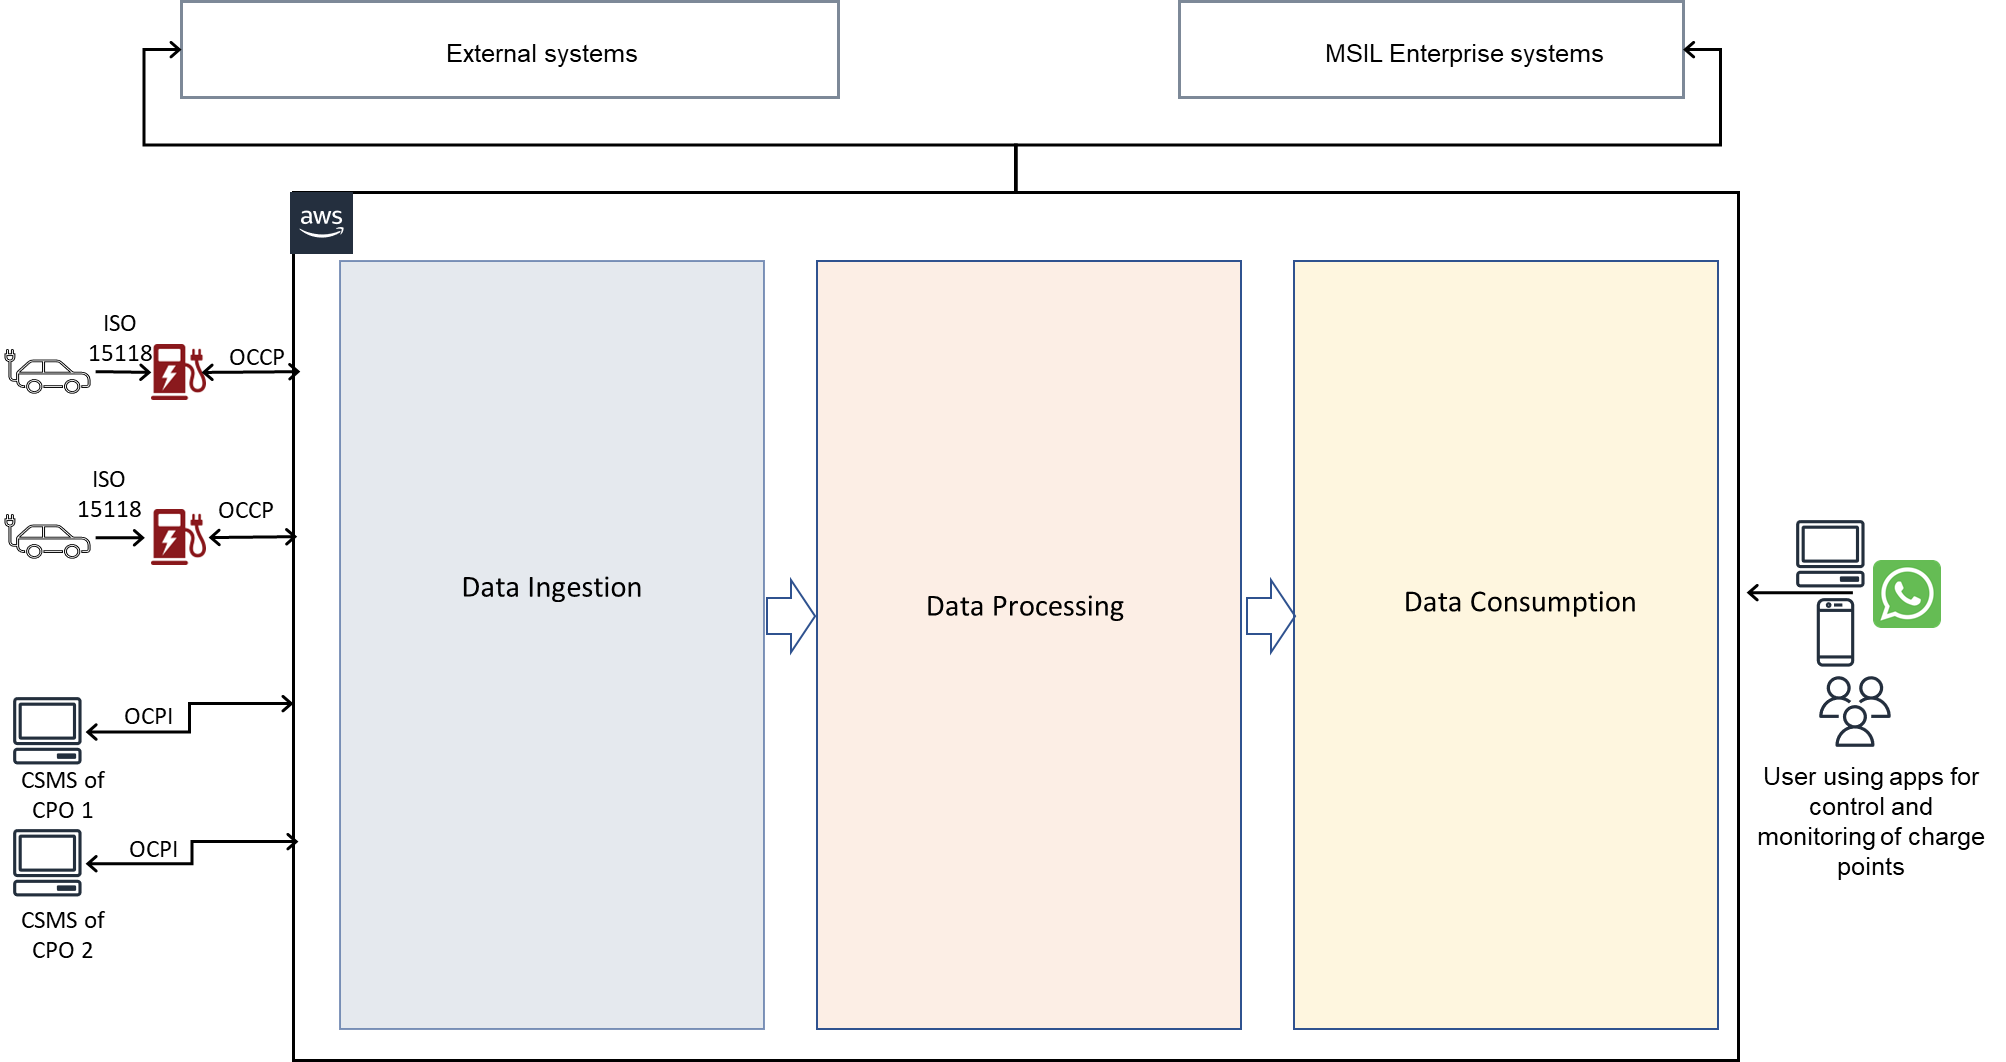 External systems
MSIL Enterprise systems
aws
ISO
15118
OCCP
ISO
15118
OCCP
Data Ingestion
Data Processing
Data Consumption
OCPI
CSMS of
CPO 1
OCPI
CSMS of
CPO 2
User using apps for
control and
monitoring of charge
points